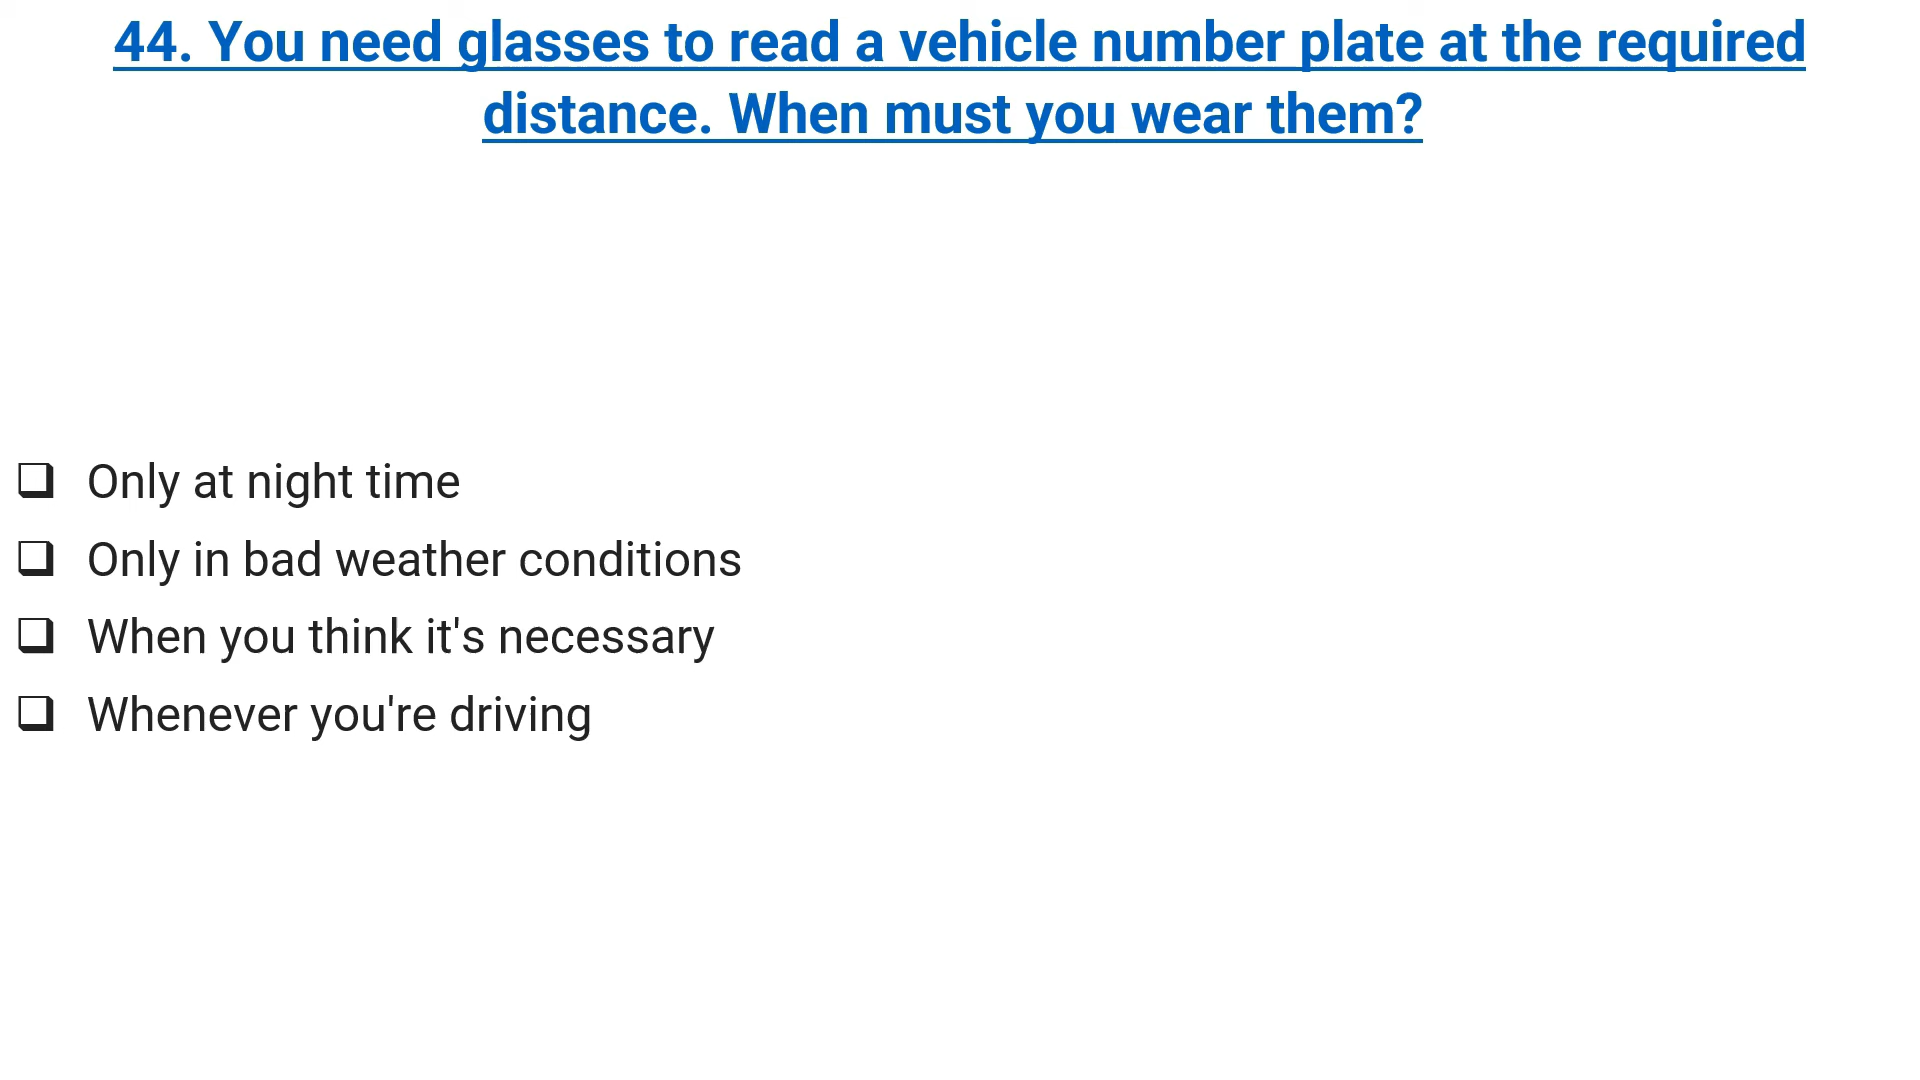 44. You need glasses to read a vehicle number plate at the required
distance. When must you wear them?
❑ Only at night time
❑ Only in bad weather conditions
❑ When you think it's necessary
❑ Whenever you're driving